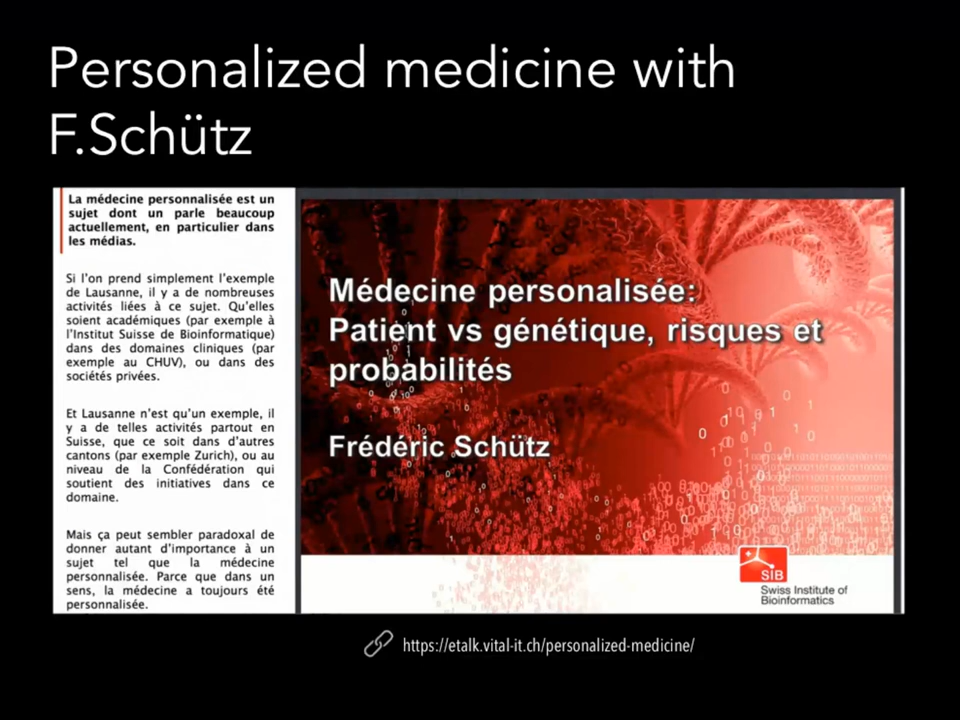 Personalized medicine with
F.Schütz
La médecine personnalisée est un
sujet dont un parle beaucoup
actuellement, en particulier dans
les médias.
Si l'on prend simplement l'exemple
de Lausanne, il y a de nombreuses
activités liées à ce sujet. Qu'elles
soient académiques (par exemple à
l'Institut Suisse de Bioinformatique)
dans des domaines cliniques (par
exemple au CHUV), ou dans des
sociétés privées.
Et Lausanne n'est qu'un exemple, il
y a de telles activités partout en
Suisse, que ce soit dans d'autres
cantons (par exemple Zurich), ou au
niveau de la Confédération qui
soutient des initiatives dans ce
domaine.
Mais ça peut sembler paradoxal de
donner autant d'importance à un
sujet tel que la médecine
personnalisée. Parce que dans un
sens, la médecine a toujours été
personnalisée.
Médecine personalisée:
Patient vs génétique, risques et
probabilités
Frédéric Schütz
SIB
Swiss Institute of
Bioinformatics
https://etalk.vital-it.ch/personalized-medicine/